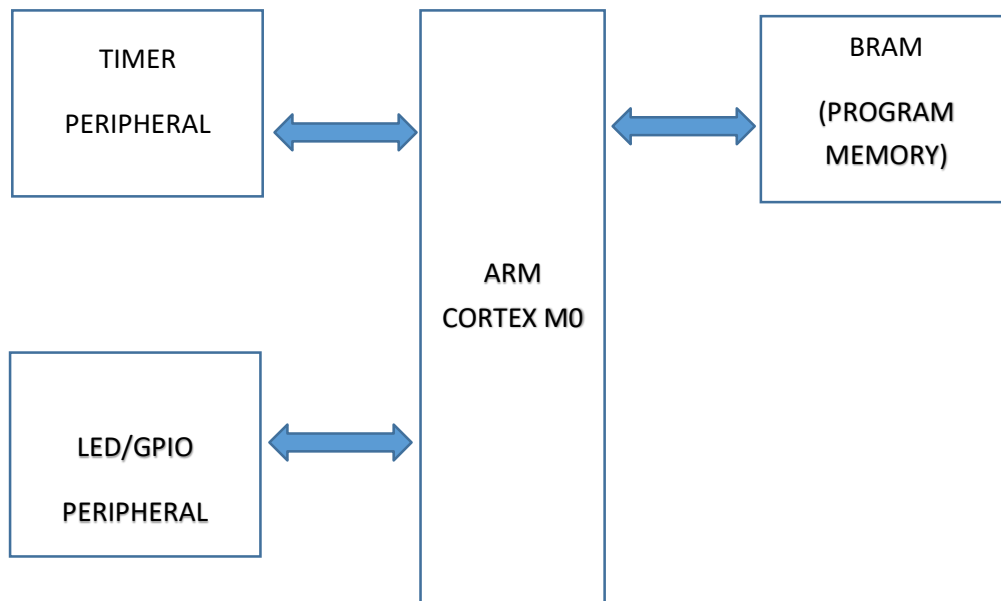 TIMER
PERIPHERAL
BRAM
(PROGRAM
MEMORY)
ARM
CORTEX M0
LED/GPIO
PERIPHERAL